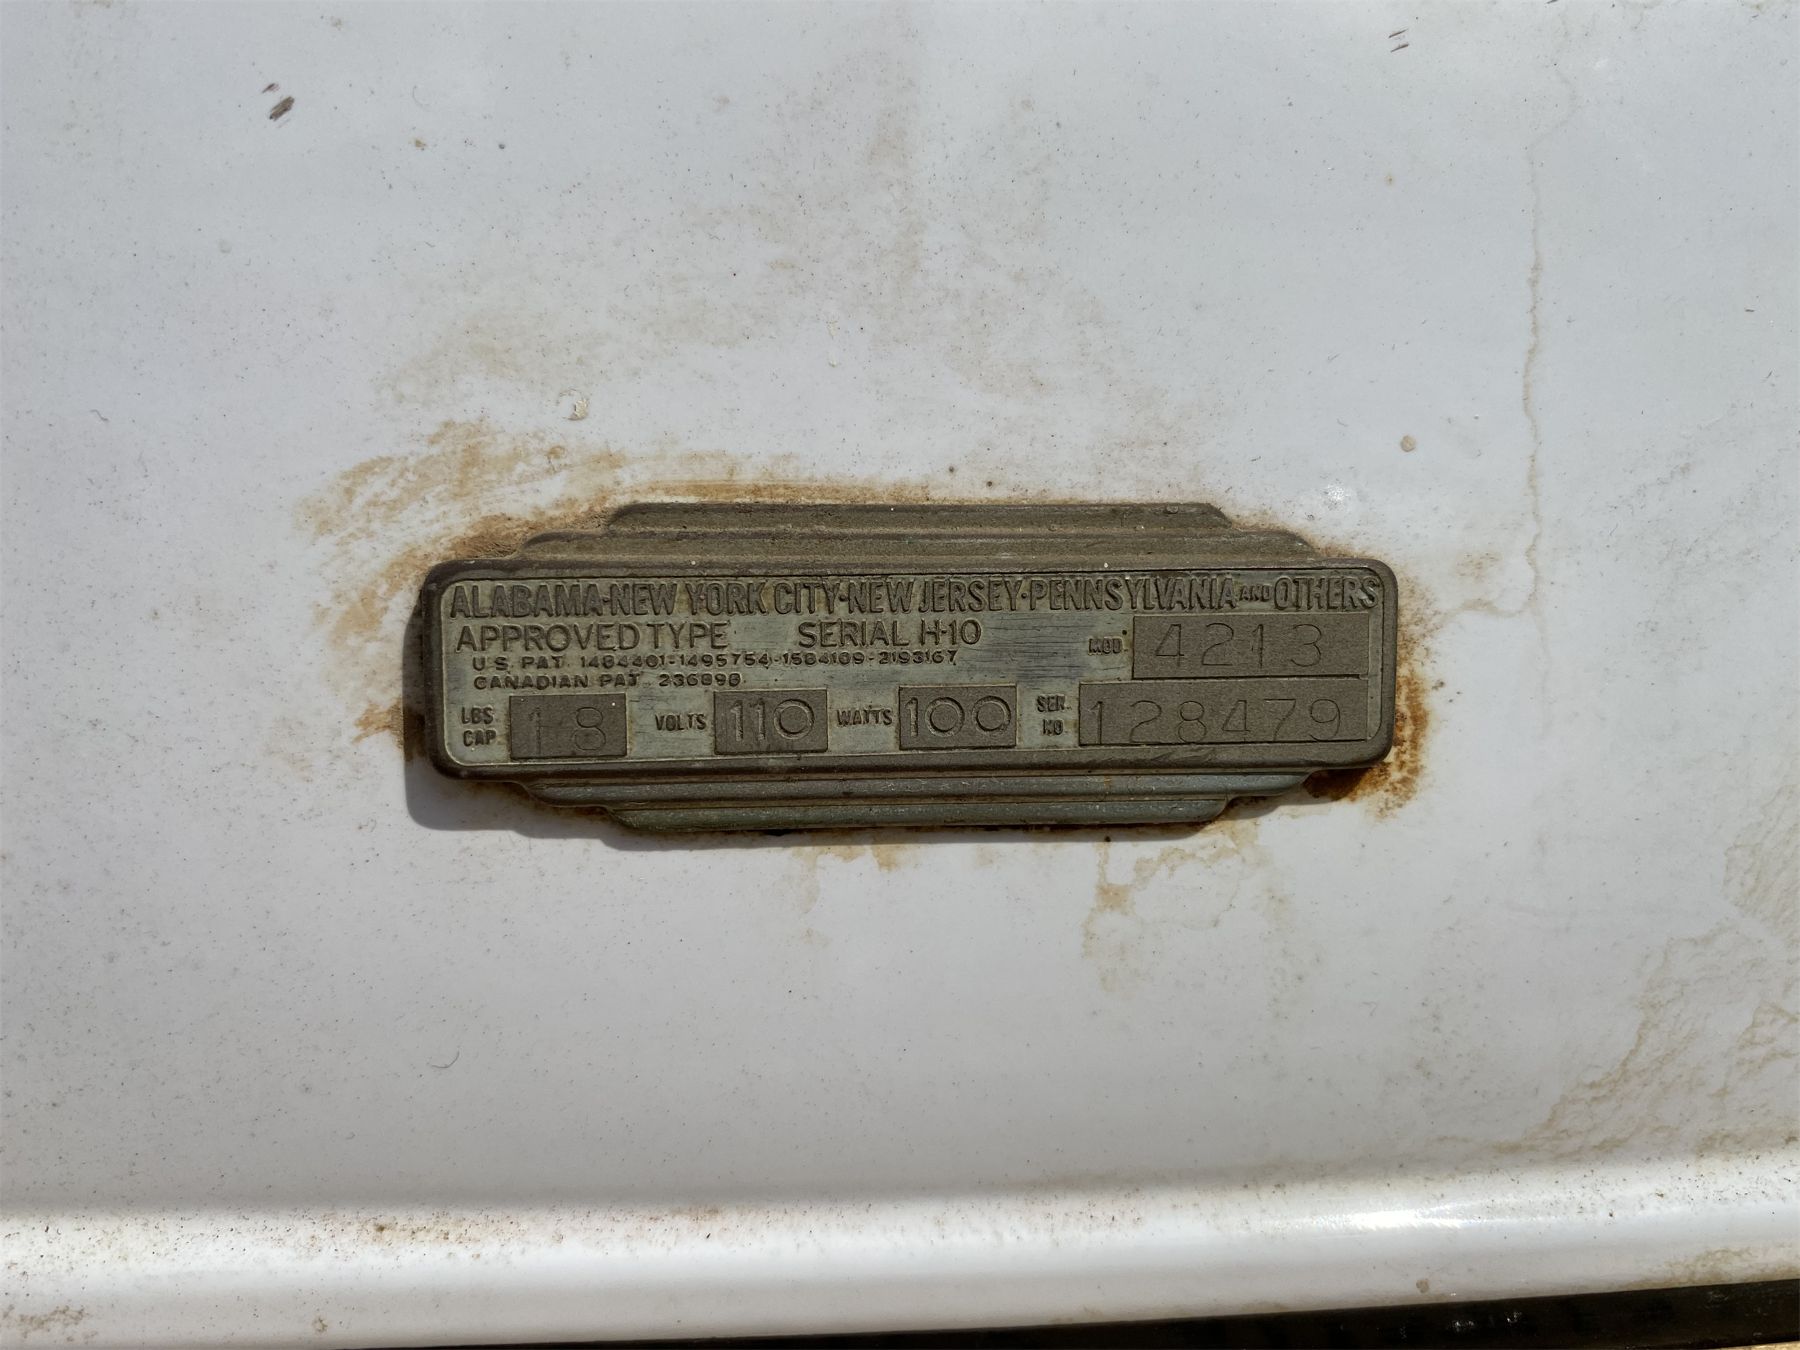 ALABAMA·NEW YORK CITY·NEW JERSEY·PENNSYLVANIA AND OTHERS
APPROVED TYPE SERIAL H-10 MOD 4213
U.S. PAT. 1484401-1495754-1584109-2193167
CANADIAN PAT. 236898
LBS CAP 18 VOLTS 110 WATTS 100 SER. NO 128479